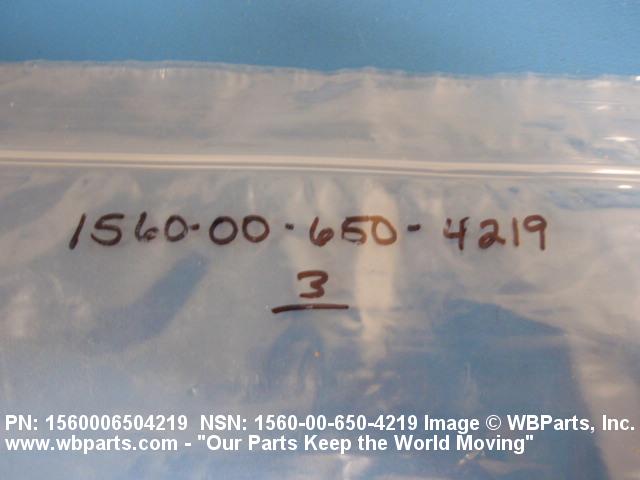 1560-00-650-4219
3
PN: 1560006504219 NSN: 1560-00-650-4219 Image © WBParts, Inc.
www.wbparts.com - "Our Parts Keep the World Moving"